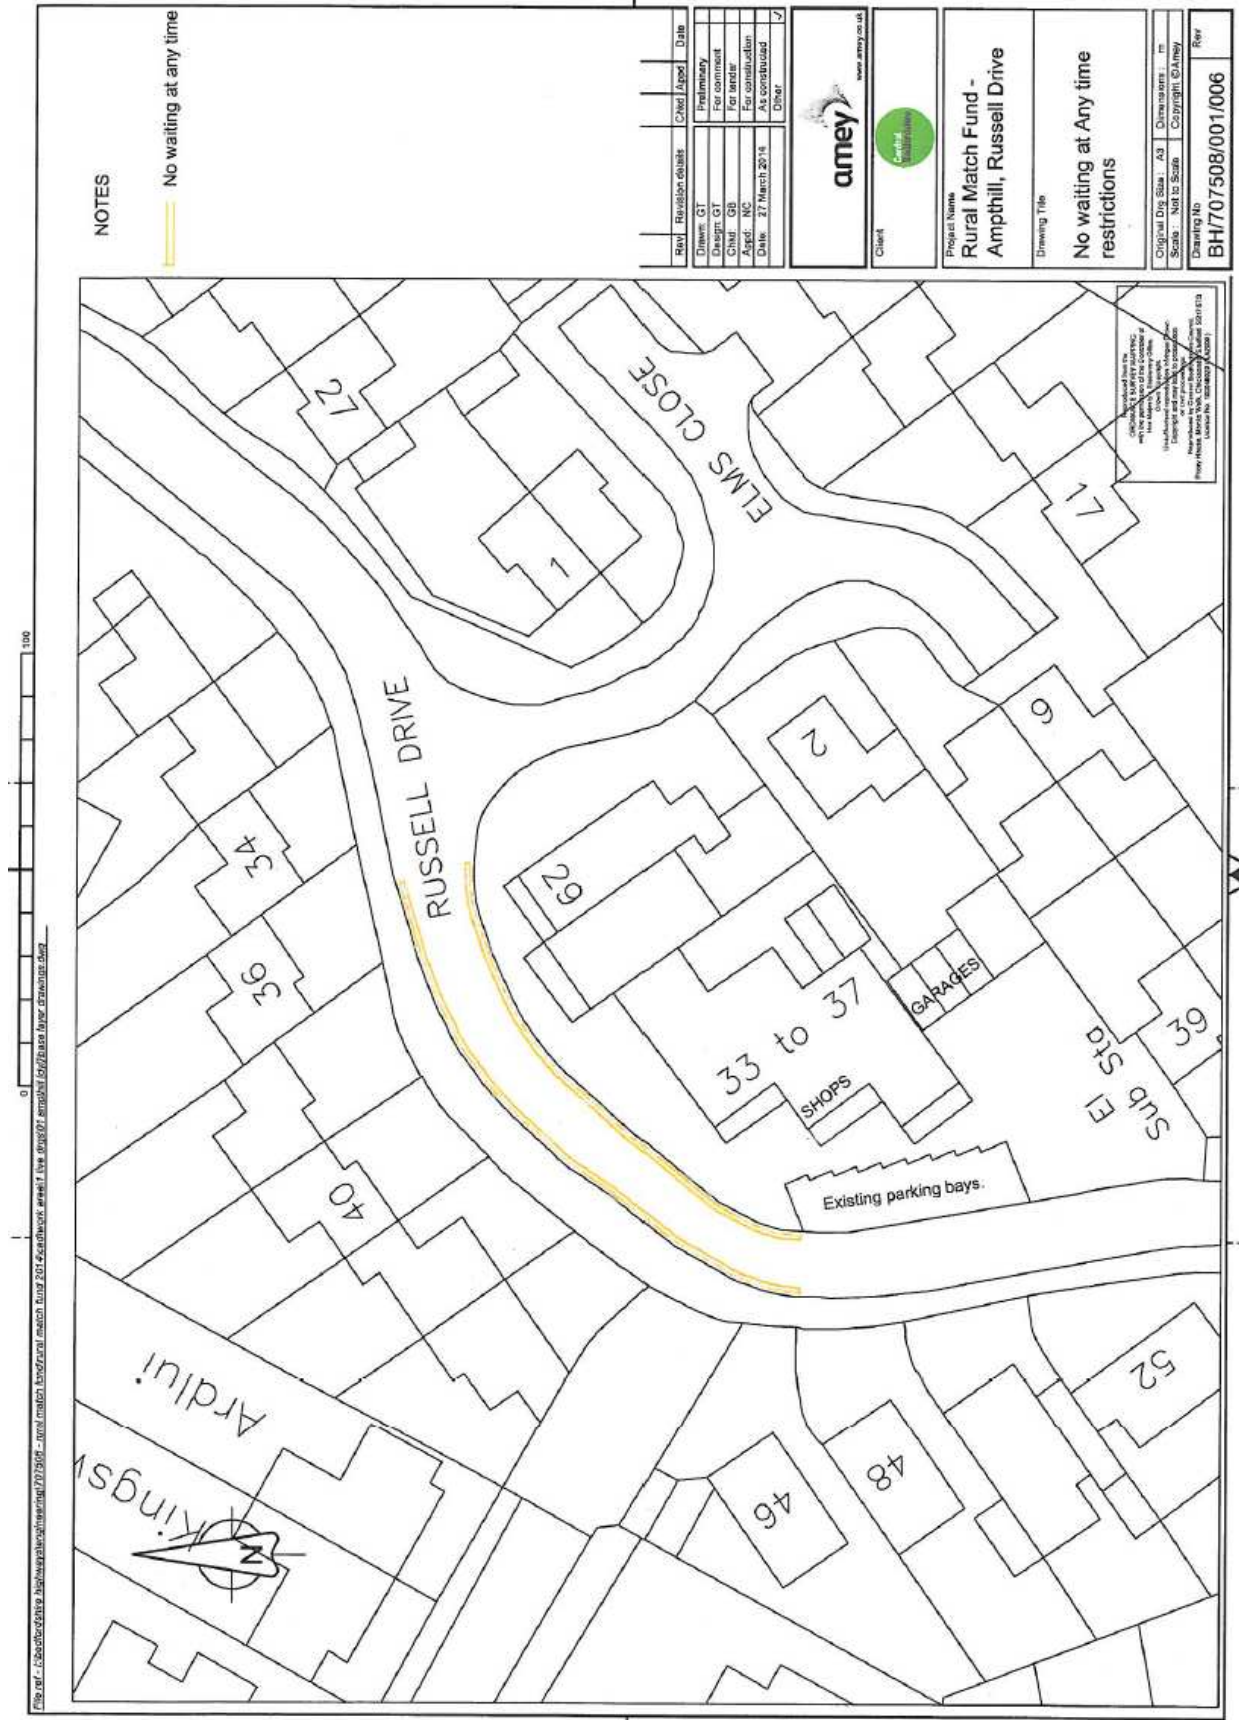 File ref -
100
0
NOTES
No waiting at any time
Rev
Revision details
Chkd
Appd
Date
Drawn: GT
Design: GT
Chkd: GB
Appd: NC
Date: 27 March 2014
Preliminary
For comment
For tender
For construction
As constructed
Other
amey
www.amey.co.uk
Client
Central
Bedfordshire
Project Name
Rural Match Fund -
Ampthill, Russell Drive
Drawing Title
No waiting at Any time
restrictions
Original Drg Size: A3
Dimensions: m
Scale: Not to Scale
Copyright © Amey
Drawing No
BH/707508/001/006
Rev
27
1
ELMS CLOSE
17
RUSSELL DRIVE
34
36
40
29
2
6
33 to 37
SHOPS
GARAGES
El
Sub Sta
39
Existing parking bays.
Ardlui
Kingsw
N
46
48
52